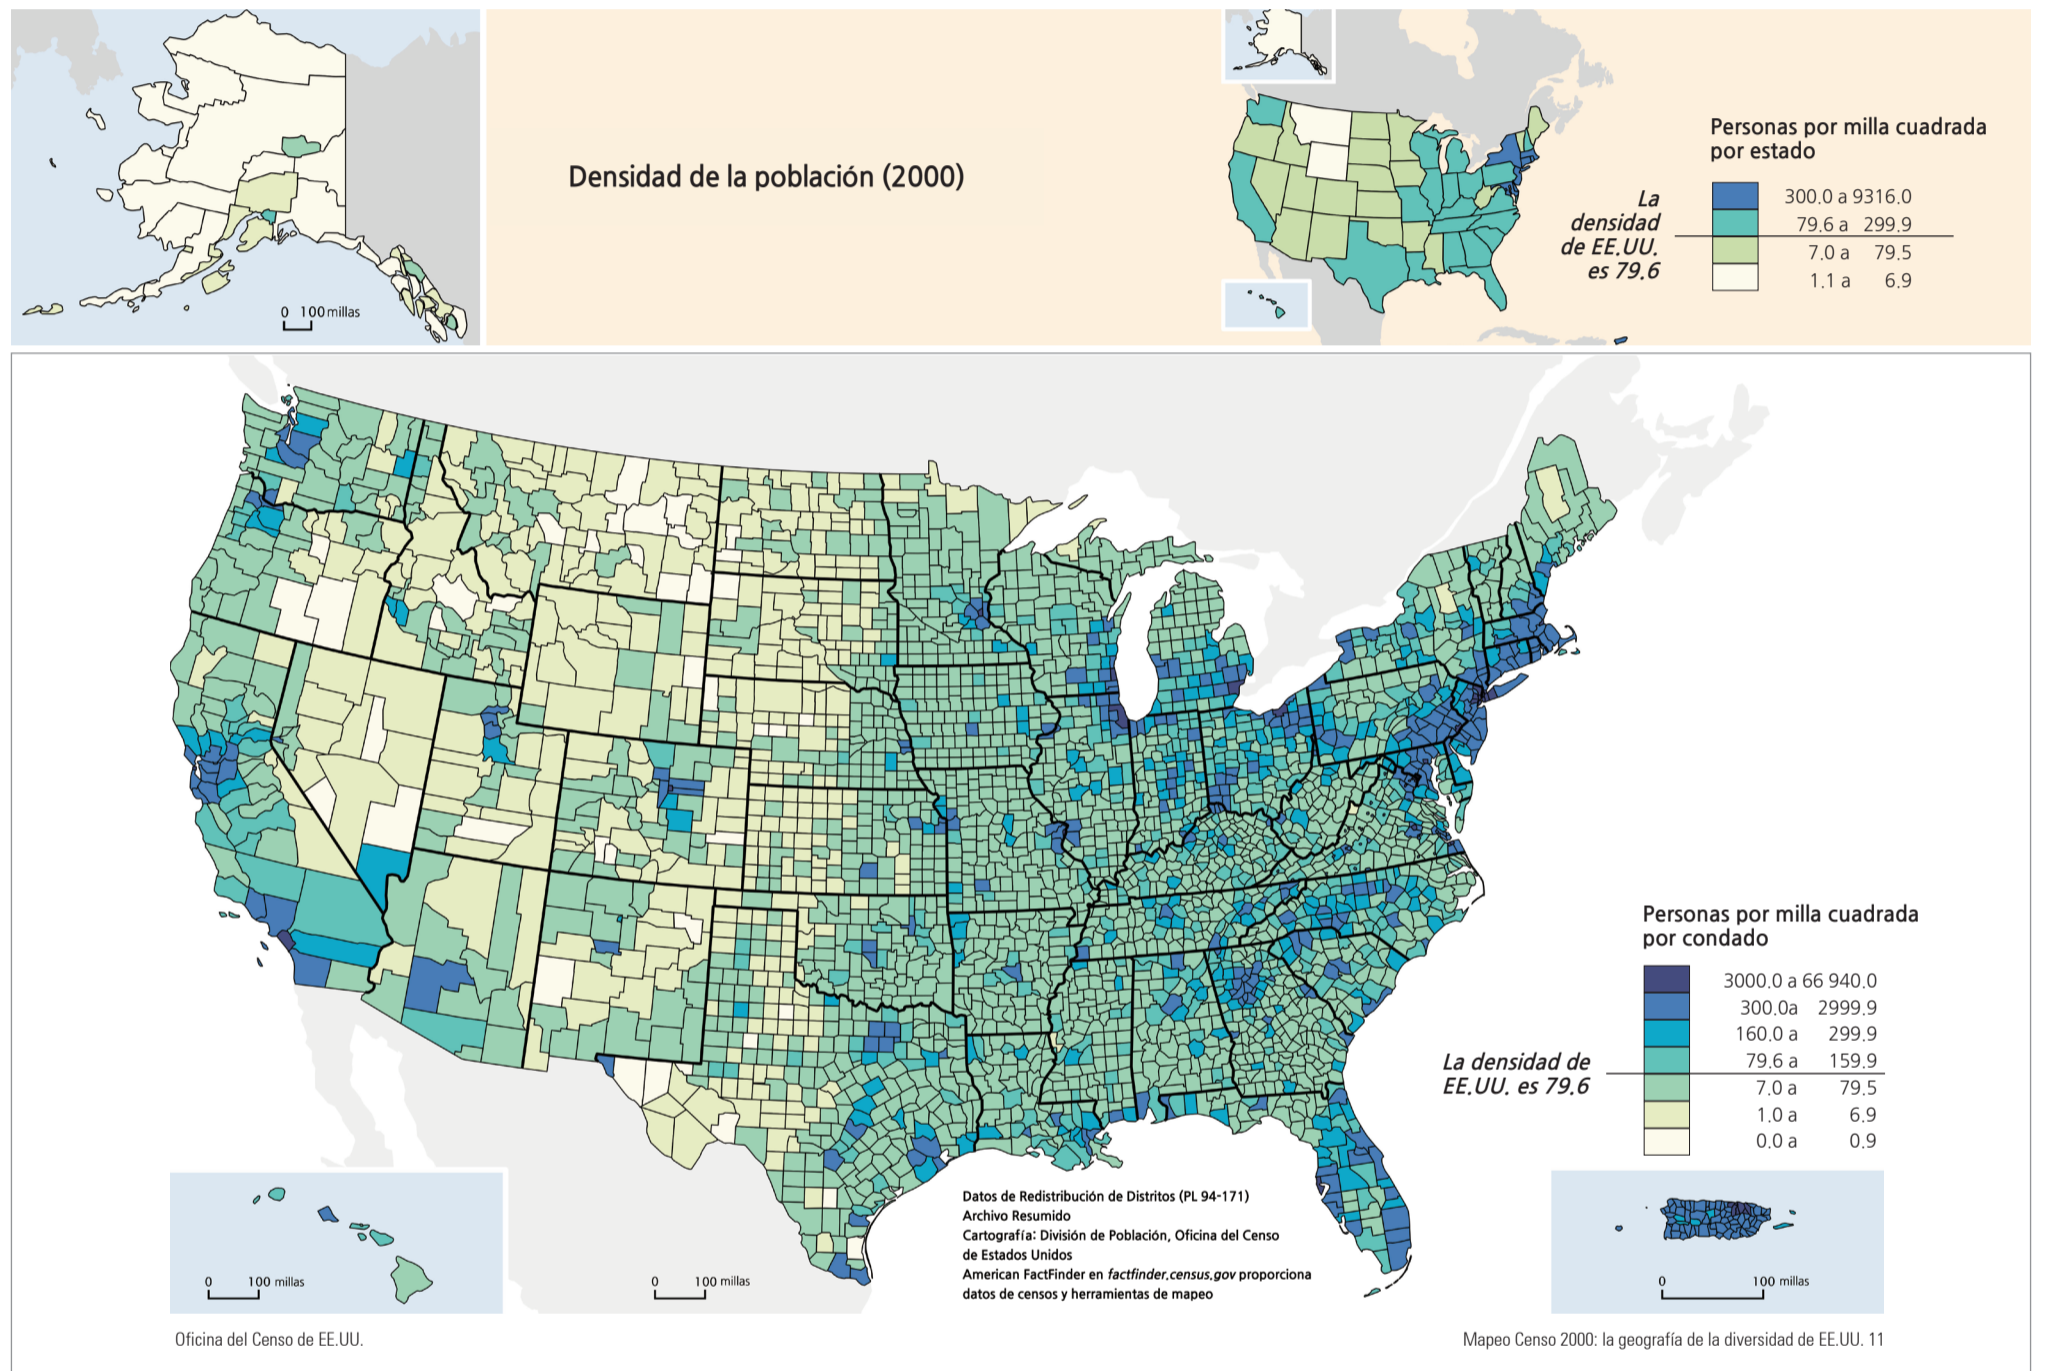 0 100 millas
Densidad de la población (2000)
Personas por milla cuadrada
por estado
La
densidad
de EE.UU.
es 79.6
300.0 a 9316.0
79.6 a 299.9
7.0 a 79.5
1.1 a 6.9
Personas por milla cuadrada
por condado
La densidad de
EE.UU. es 79.6
3000.0 a 66 940.0
300.0a 2999.9
160.0 a 299.9
79.6 a 159.9
7.0 a 79.5
1.0 a 6.9
0.0 a 0.9
Datos de Redistribución de Distritos (PL 94-171)
Archivo Resumido
Cartografía: División de Población, Oficina del Censo
de Estados Unidos
American FactFinder en factfinder.census.gov proporciona
datos de censos y herramientas de mapeo
0 100 millas
0 100 millas
0 100 millas
Oficina del Censo de EE.UU.
Mapeo Censo 2000: la geografía de la diversidad de EE.UU. 11